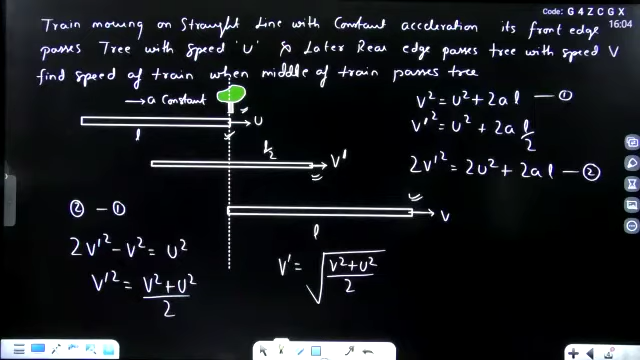 Code: G4ZCGX
16:04
Train moving on Straight Line with Constant accleration its front edge
passes Tree with speed 'U' & Later Rear edge passes tree with speed V
find speed of train when middle of train passes tree
→ a Constant
U
l
l/2
V'
V
l
V² = U² + 2al — ①
V'² = U² + 2a l/2
2V'² = 2U² + 2al — ②
② - ①
2V'² - V² = U²
V'² = V² + U² / 2
V' = √(V² + U² / 2)